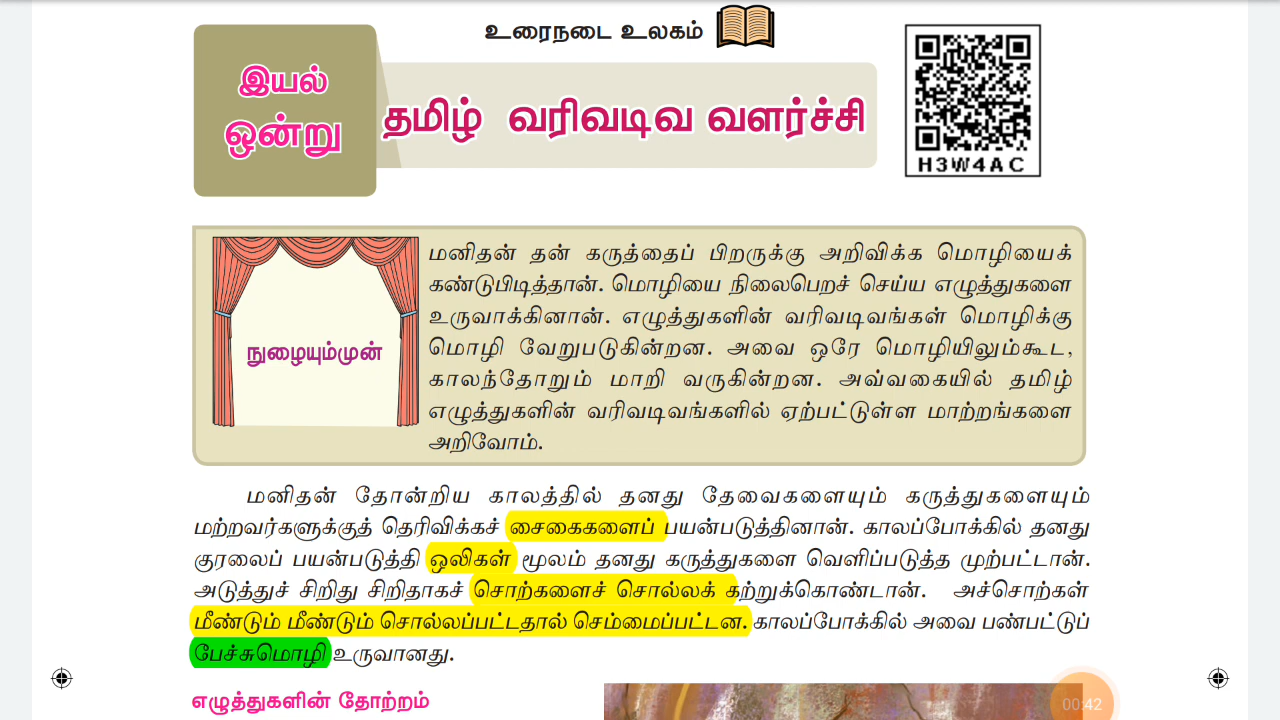 உரைநடை உலகம்
இயல்
ஒன்று
தமிழ் வரிவடிவ வளர்ச்சி
H3W4AC
நுழையும்முன்
மனிதன் தன் கருத்தைப் பிறருக்கு அறிவிக்க மொழியைக்
கண்டுபிடித்தான். மொழியை நிலைபெறச் செய்ய எழுத்துகளை
உருவாக்கினான். எழுத்துகளின் வரிவடிவங்கள் மொழிக்கு
மொழி வேறுபடுகின்றன. அவை ஒரே மொழியிலும்கூட,
காலந்தோறும் மாறி வருகின்றன. அவ்வகையில் தமிழ்
எழுத்துகளின் வரிவடிவங்களில் ஏற்பட்டுள்ள மாற்றங்களை
அறிவோம்.
மனிதன் தோன்றிய காலத்தில் தனது தேவைகளையும் கருத்துகளையும்
மற்றவர்களுக்குத் தெரிவிக்கச் சைகைகளைப் பயன்படுத்தினான். காலப்போக்கில் தனது
குரலைப் பயன்படுத்தி ஒலிகள் மூலம் தனது கருத்துகளை வெளிப்படுத்த முற்பட்டான்.
அடுத்துச் சிறிது சிறிதாகச் சொற்களைச் சொல்லக் கற்றுக்கொண்டான். அச்சொற்கள்
மீண்டும் மீண்டும் சொல்லப்பட்டதால் செம்மைப்பட்டன. காலப்போக்கில் அவை பண்பட்டுப்
பேச்சுமொழி உருவானது.
எழுத்துகளின் தோற்றம்
00:42